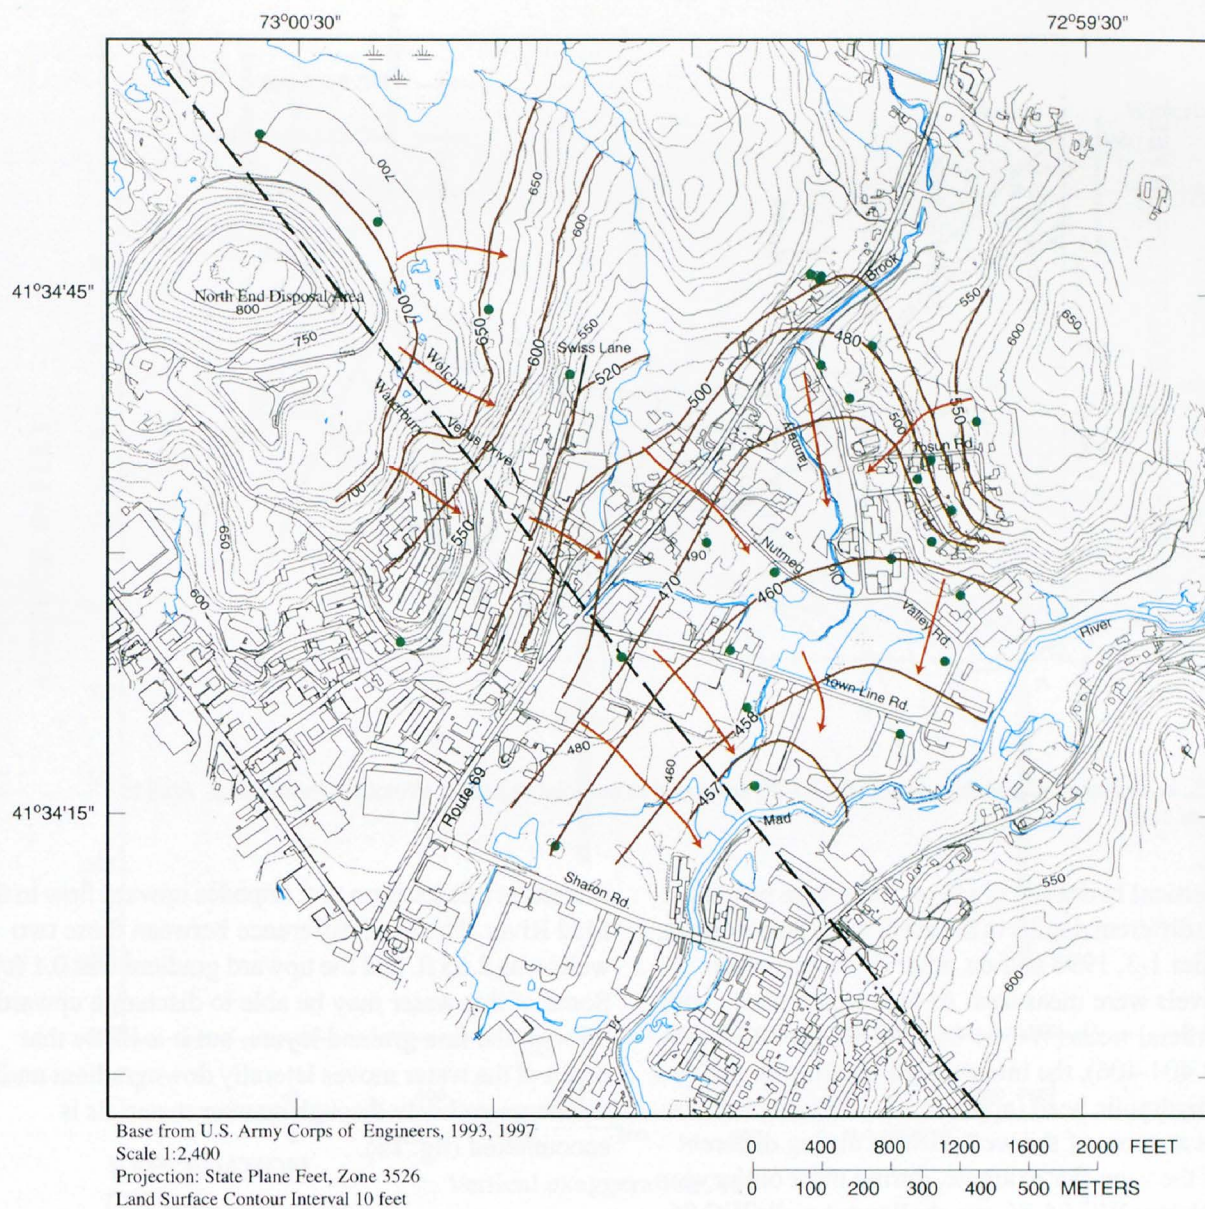 73°00'30"
72°59'30"
700
650
600
550
41°34'45"
North End Disposal Area
800
750
700
650
600
550
Swiss Lane
520
500
480
Brook
550
600
650
Wolcott
Waterbury
Venus Drive
700
550
650
600
Tannery
500
550
Tosun Rd.
490
Nutmeg
470
460
Old
Valley Rd.
River
Town Line Rd.
458
457
480
460
Route 69
Mad
41°34'15"
Sharon Rd.
550
600
Base from U.S. Army Corps of Engineers, 1993, 1997
Scale 1:2,400
Projection: State Plane Feet, Zone 3526
Land Surface Contour Interval 10 feet
0 400 800 1200 1600 2000 FEET
0 100 200 300 400 500 METERS